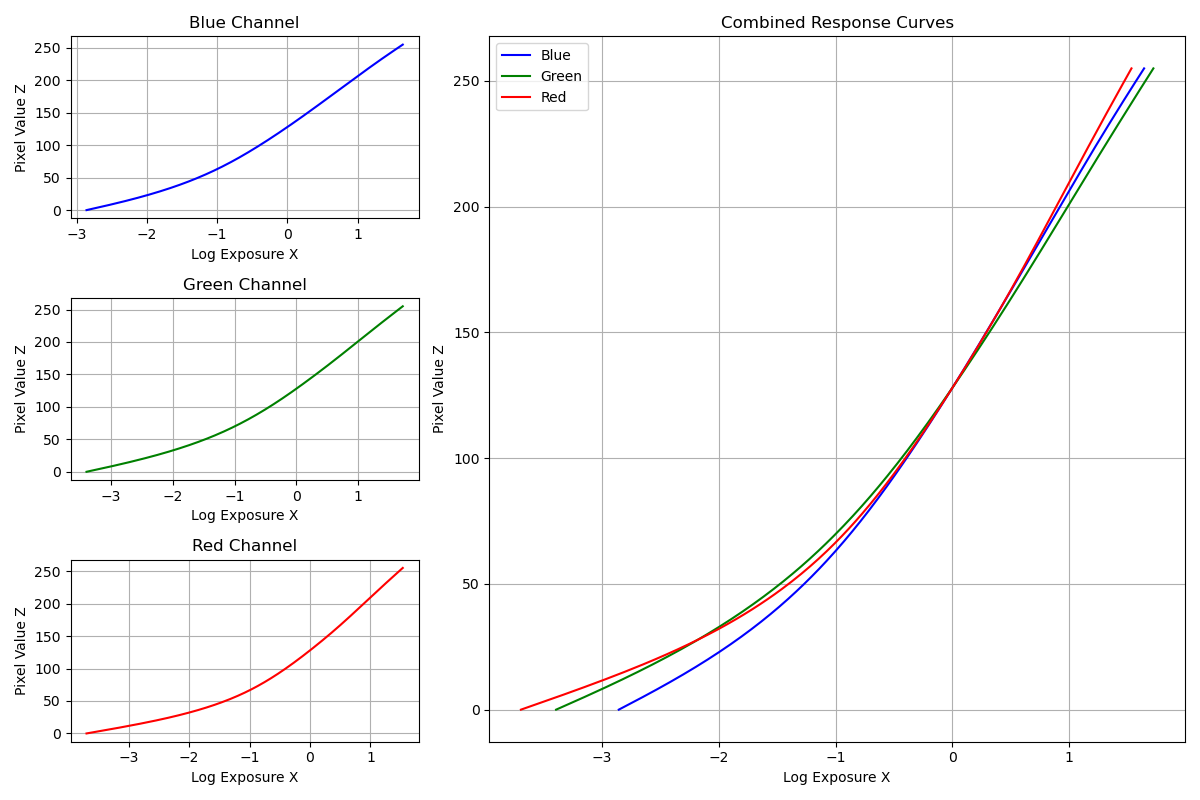 Blue Channel
Pixel Value Z
250
200
150
100
50
0
−3 −2 −1 0 1
Log Exposure X
Green Channel
Pixel Value Z
250
200
150
100
50
0
−3 −2 −1 0 1
Log Exposure X
Red Channel
Pixel Value Z
250
200
150
100
50
0
−3 −2 −1 0 1
Log Exposure X
Combined Response Curves
Blue
Green
Red
Pixel Value Z
250
200
150
100
50
0
−3 −2 −1 0 1
Log Exposure X